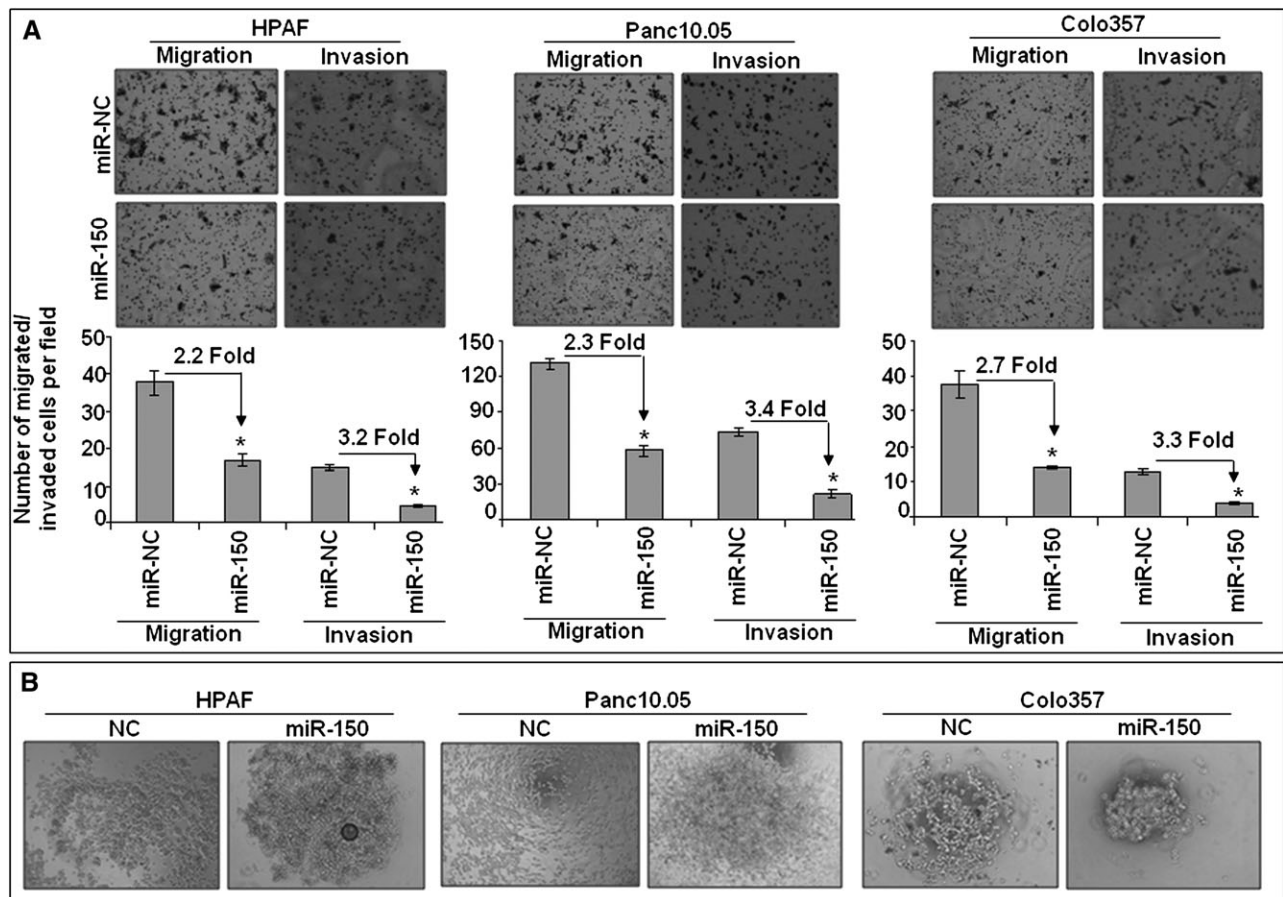 A
HPAF
Panc10.05
Colo357
Migration Invasion
Migration Invasion
Migration Invasion
miR-NC
miR-150
Number of migrated/
invaded cells per field
50
40
30
20
10
0
2.2 Fold
*
3.2 Fold
*
miR-NC
miR-150
miR-NC
miR-150
Migration
Invasion
150
120
90
60
30
0
2.3 Fold
*
3.4 Fold
*
miR-NC
miR-150
miR-NC
miR-150
Migration
Invasion
50
40
30
20
10
0
2.7 Fold
*
3.3 Fold
*
miR-NC
miR-150
miR-NC
miR-150
Migration
Invasion
B
HPAF
Panc10.05
Colo357
NC miR-150
NC miR-150
NC miR-150